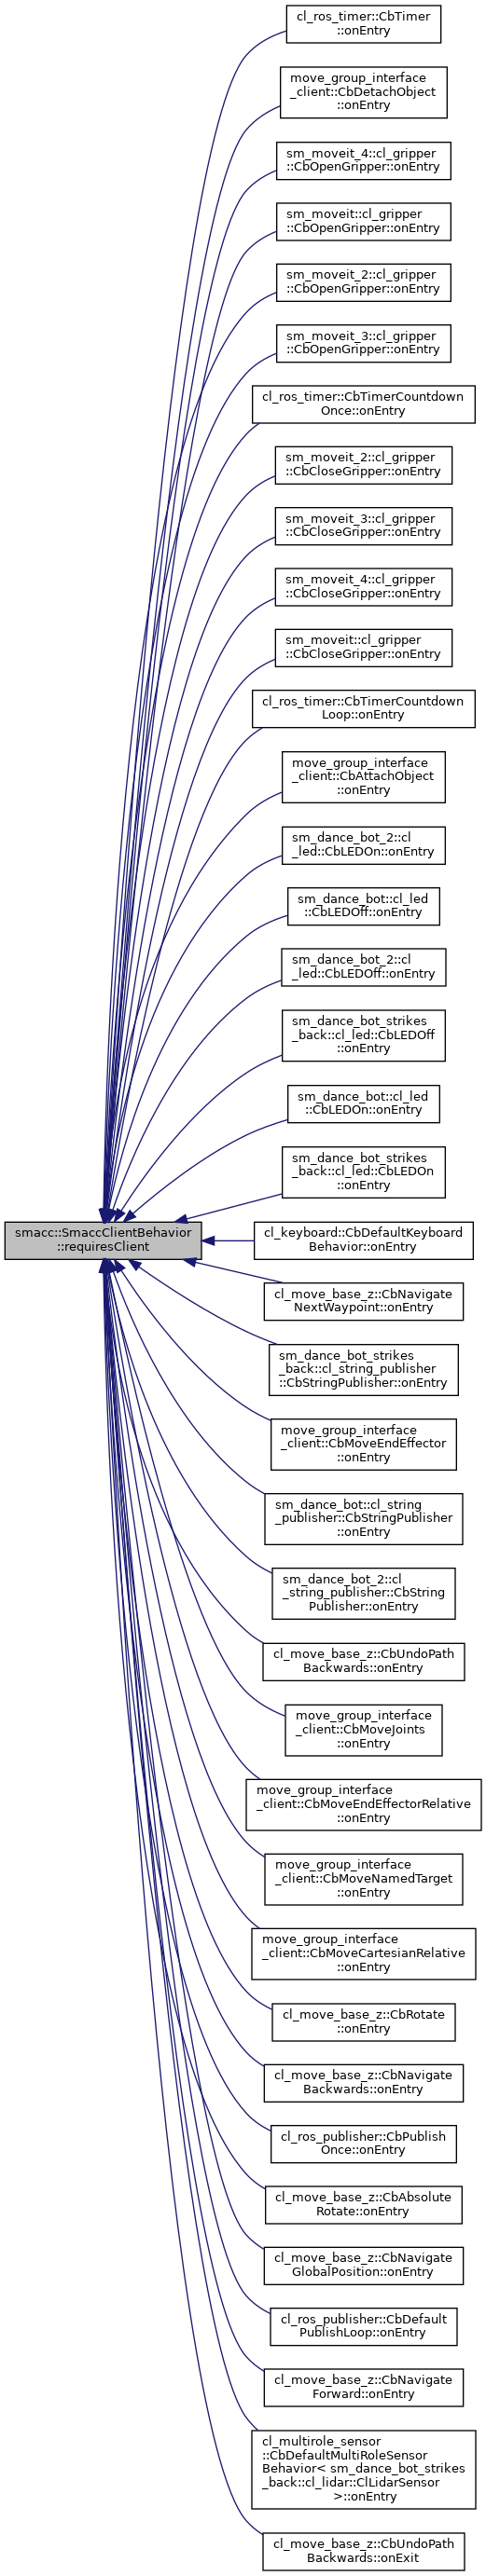 cl_ros_timer::CbTimer
::onEntry
move_group_interface
_client::CbDetachObject
::onEntry
sm_moveit_4::cl_gripper
::CbOpenGripper::onEntry
sm_moveit::cl_gripper
::CbOpenGripper::onEntry
sm_moveit_2::cl_gripper
::CbOpenGripper::onEntry
sm_moveit_3::cl_gripper
::CbOpenGripper::onEntry
cl_ros_timer::CbTimerCountdown
Once::onEntry
sm_moveit_2::cl_gripper
::CbCloseGripper::onEntry
sm_moveit_3::cl_gripper
::CbCloseGripper::onEntry
sm_moveit_4::cl_gripper
::CbCloseGripper::onEntry
sm_moveit::cl_gripper
::CbCloseGripper::onEntry
cl_ros_timer::CbTimerCountdown
Loop::onEntry
move_group_interface
_client::CbAttachObject
::onEntry
sm_dance_bot_2::cl
_led::CbLEDOn::onEntry
sm_dance_bot::cl_led
::CbLEDOff::onEntry
sm_dance_bot_2::cl
_led::CbLEDOff::onEntry
sm_dance_bot_strikes
_back::cl_led::CbLEDOff
::onEntry
sm_dance_bot::cl_led
::CbLEDOn::onEntry
sm_dance_bot_strikes
_back::cl_led::CbLEDOn
::onEntry
smacc::SmaccClientBehavior
::requiresClient
cl_keyboard::CbDefaultKeyboard
Behavior::onEntry
cl_move_base_z::CbNavigate
NextWaypoint::onEntry
sm_dance_bot_strikes
_back::cl_string_publisher
::CbStringPublisher::onEntry
move_group_interface
_client::CbMoveEndEffector
::onEntry
sm_dance_bot::cl_string
_publisher::CbStringPublisher
::onEntry
sm_dance_bot_2::cl
_string_publisher::CbString
Publisher::onEntry
cl_move_base_z::CbUndoPath
Backwards::onEntry
move_group_interface
_client::CbMoveJoints
::onEntry
move_group_interface
_client::CbMoveEndEffectorRelative
::onEntry
move_group_interface
_client::CbMoveNamedTarget
::onEntry
move_group_interface
_client::CbMoveCartesianRelative
::onEntry
cl_move_base_z::CbRotate
::onEntry
cl_move_base_z::CbNavigate
Backwards::onEntry
cl_ros_publisher::CbPublish
Once::onEntry
cl_move_base_z::CbAbsolute
Rotate::onEntry
cl_move_base_z::CbNavigate
GlobalPosition::onEntry
cl_ros_publisher::CbDefault
PublishLoop::onEntry
cl_move_base_z::CbNavigate
Forward::onEntry
cl_multirole_sensor
::CbDefaultMultiRoleSensor
Behavior< sm_dance_bot_strikes
_back::cl_lidar::ClLidarSensor
>::onEntry
cl_move_base_z::CbUndoPath
Backwards::onExit